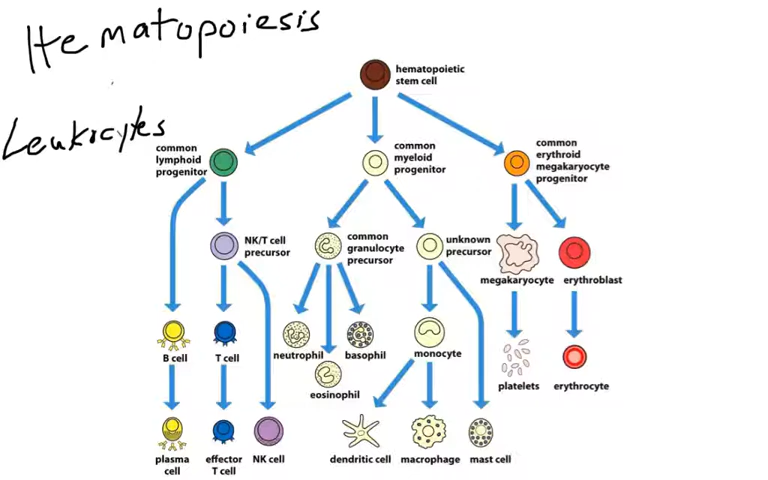 Hematopoiesis
Leukocytes
hematopoietic
stem cell
common
lymphoid
progenitor
common
myeloid
progenitor
common
erythroid
megakaryocyte
progenitor
NK/T cell
precursor
common
granulocyte
precursor
unknown
precursor
megakaryocyte
erythroblast
B cell
T cell
neutrophil
basophil
eosinophil
monocyte
platelets
erythrocyte
plasma
cell
effector
T cell
NK cell
dendritic cell
macrophage
mast cell